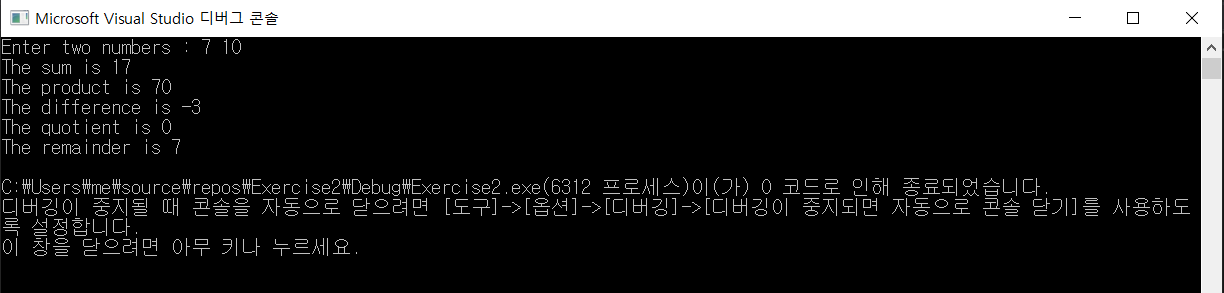 Microsoft Visual Studio 디버그 콘솔
Enter two numbers : 7 10
The sum is 17
The product is 70
The difference is -3
The quotient is 0
The remainder is 7
C:₩Users₩me₩source₩repos₩Exercise2₩Debug₩Exercise2.exe(6312 프로세스)이(가) 0 코드로 인해 종료되었습니다.
디버깅이 중지될 때 콘솔을 자동으로 닫으려면 [도구]->[옵션]->[디버깅]->[디버깅이 중지되면 자동으로 콘솔 닫기]를 사용하도
록 설정합니다.
이 창을 닫으려면 아무 키나 누르세요.